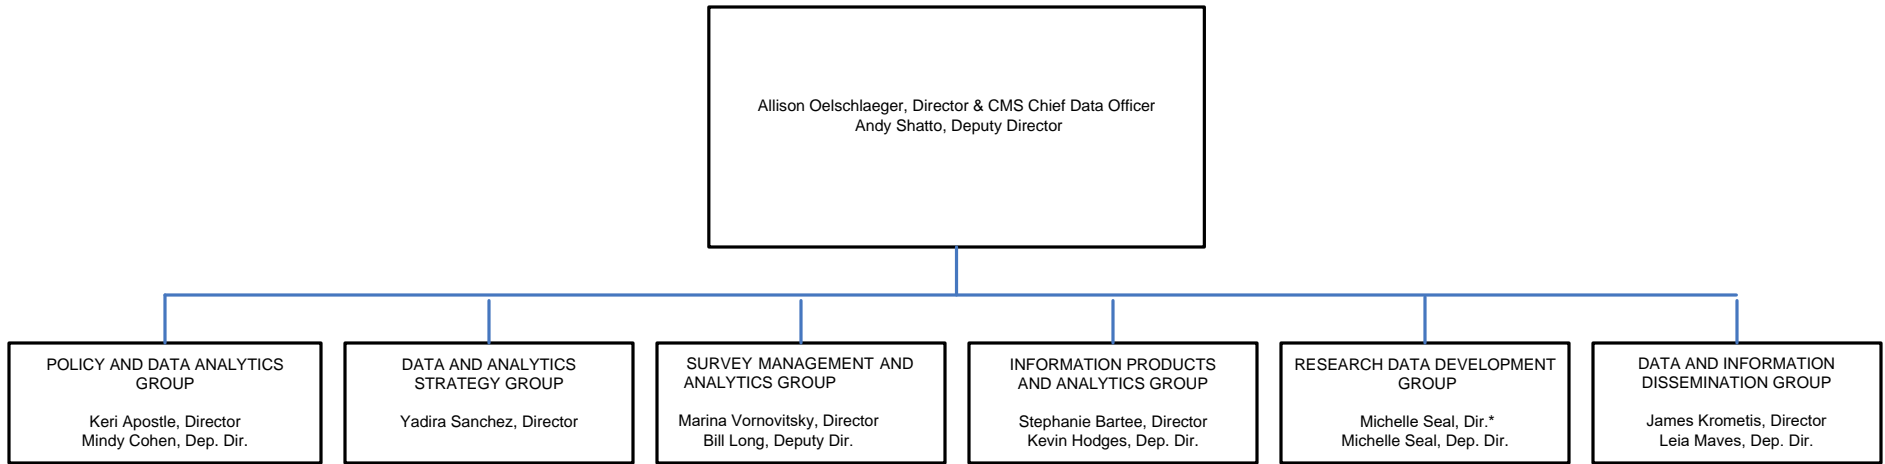 Allison Oelschlaeger, Director & CMS Chief Data Officer
Andy Shatto, Deputy Director
POLICY AND DATA ANALYTICS
GROUP
Keri Apostle, Director
Mindy Cohen, Dep. Dir.
DATA AND ANALYTICS
STRATEGY GROUP
Yadira Sanchez, Director
SURVEY MANAGEMENT AND
ANALYTICS GROUP
Marina Vornovitsky, Director
Bill Long, Deputy Dir.
INFORMATION PRODUCTS
AND ANALYTICS GROUP
Stephanie Bartee, Director
Kevin Hodges, Dep. Dir.
RESEARCH DATA DEVELOPMENT
GROUP
Michelle Seal, Dir.*
Michelle Seal, Dep. Dir.
DATA AND INFORMATION
DISSEMINATION GROUP
James Krometis, Director
Leia Maves, Dep. Dir.